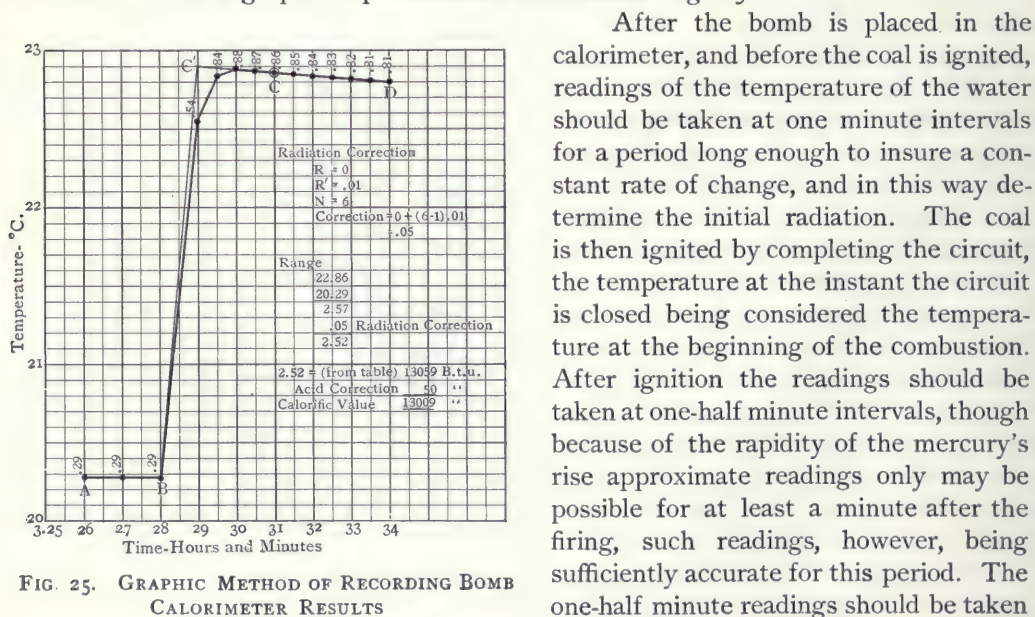 After the bomb is placed in the
calorimeter, and before the coal is ignited,
readings of the temperature of the water
should be taken at one minute intervals
for a period long enough to insure a con-
stant rate of change, and in this way de-
termine the initial radiation. The coal
is then ignited by completing the circuit,
the temperature at the instant the circuit
is closed being considered the tempera-
ture at the beginning of the combustion.
After ignition the readings should be
taken at one-half minute intervals, though
because of the rapidity of the mercury's
rise approximate readings only may be
possible for at least a minute after the
firing, such readings, however, being
sufficiently accurate for this period. The
one-half minute readings should be taken
23
22
21
20
Temperature- °C.
.29 .29 .29 .54 .84 .88 .87 .86 .85 .84 .83 .82 .81 .81
A B C' C D
Radiation Correction
R = 0
R' = .01
N = 6
Correction = 0 + (6-1) .01
= .05
Range
22.86
20.29
2.57
.05 Radiation Correction
2.52
2.52 = (from table) 13059 B.t.u.
Acid Correction 50 "
Calorific Value 13009 "
3.25 26 27 28 29 30 31 32 33 34
Time-Hours and Minutes
FIG. 25. GRAPHIC METHOD OF RECORDING BOMB
CALORIMETER RESULTS